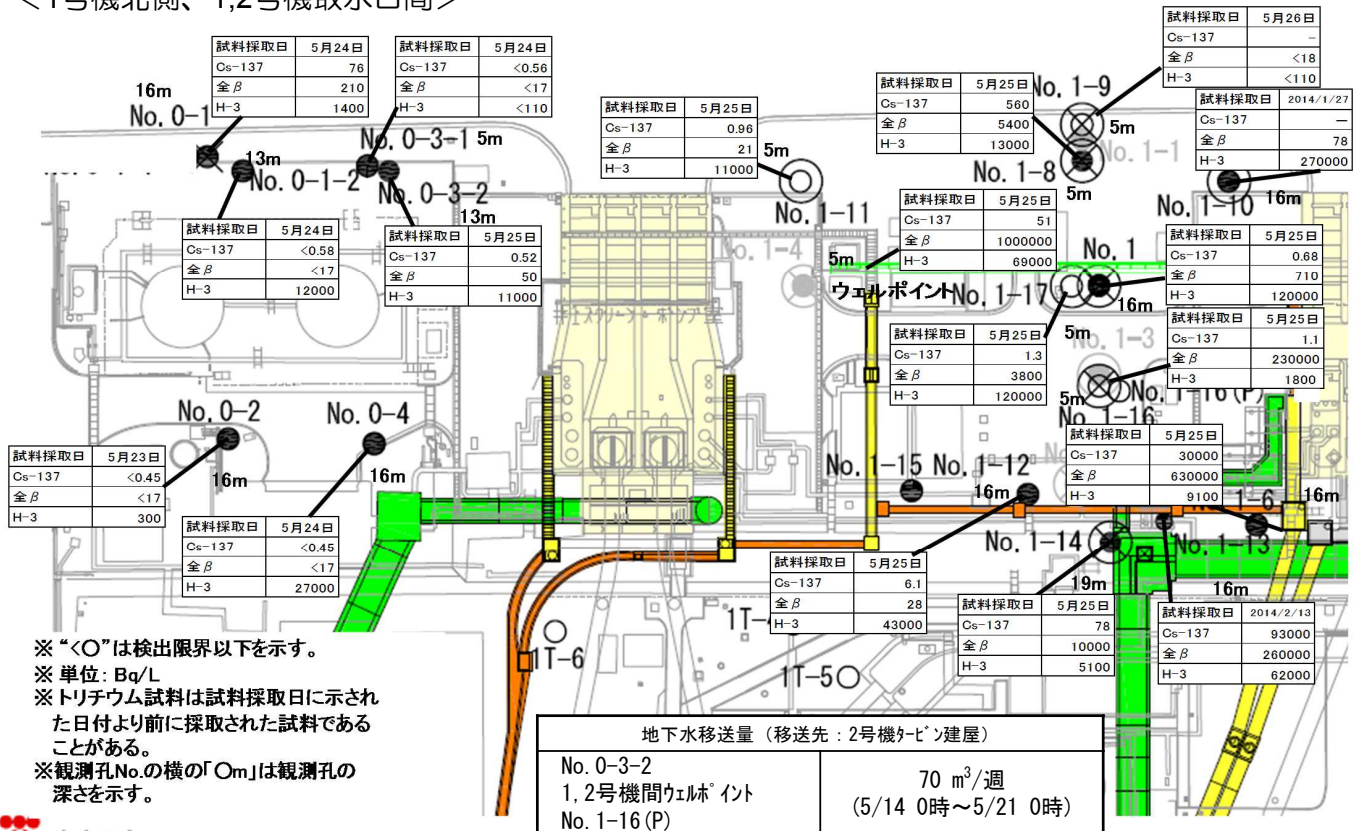 ＜1号機北側、1,2号機取水口間＞
試料採取日 5月24日
Cs-137 76
全β 210
H-3 1400
試料採取日 5月24日
Cs-137 <0.56
全β <17
H-3 <110
試料採取日 5月25日
Cs-137 0.96
全β 21
H-3 11000
試料採取日 5月25日
Cs-137 560
全β 5400
H-3 13000
試料採取日 5月26日
Cs-137 -
全β <18
H-3 <110
試料採取日 2014/1/27
Cs-137 －
全β 78
H-3 270000
16m
No. 0-1
No. 0-3-1 5m
13m
No. 0-1-2
No. 0-3-2
13m
5m
No. 1-11
No. 1-9
5m
No. 1-1
No. 1-8
5m
No. 1-10 16m
試料採取日 5月24日
Cs-137 <0.58
全β <17
H-3 12000
試料採取日 5月25日
Cs-137 0.52
全β 50
H-3 11000
試料採取日 5月25日
Cs-137 51
全β 1000000
H-3 69000
試料採取日 5月25日
Cs-137 0.68
全β 710
H-3 120000
No. 1-4
5m
ウェルポイント
No. 1-17
No. 1
16m
5m
No. 1-3
試料採取日 5月25日
Cs-137 1.3
全β 3800
H-3 120000
試料採取日 5月25日
Cs-137 1.1
全β 230000
H-3 1800
5m
No. 1-16
No. 1-16(P)
No. 0-2
16m
No. 0-4
16m
試料採取日 5月23日
Cs-137 <0.45
全β <17
H-3 300
試料採取日 5月24日
Cs-137 <0.45
全β <17
H-3 27000
No. 1-15 No. 1-12
16m
試料採取日 5月25日
Cs-137 30000
全β 630000
H-3 9100
1-6
16m
No. 1-14
19m
No. 1-13
16m
試料採取日 5月25日
Cs-137 6.1
全β 28
H-3 43000
試料採取日 5月25日
Cs-137 78
全β 10000
H-3 5100
試料採取日 2014/2/13
Cs-137 93000
全β 260000
H-3 62000
1T-6
1T-5
※ “<〇”は検出限界以下を示す。
※ 単位: Bq/L
※トリチウム試料は試料採取日に示され
た日付より前に採取された試料である
ことがある。
※観測孔No.の横の「〇m」は観測孔の
深さを示す。
地下水移送量（移送先：2号機ﾀｰﾋﾞﾝ建屋）
No. 0-3-2
1, 2号機間ｳｪﾙﾎﾟｲﾝﾄ
No. 1-16(P)
70 m³/週
(5/14 0時～5/21 0時)